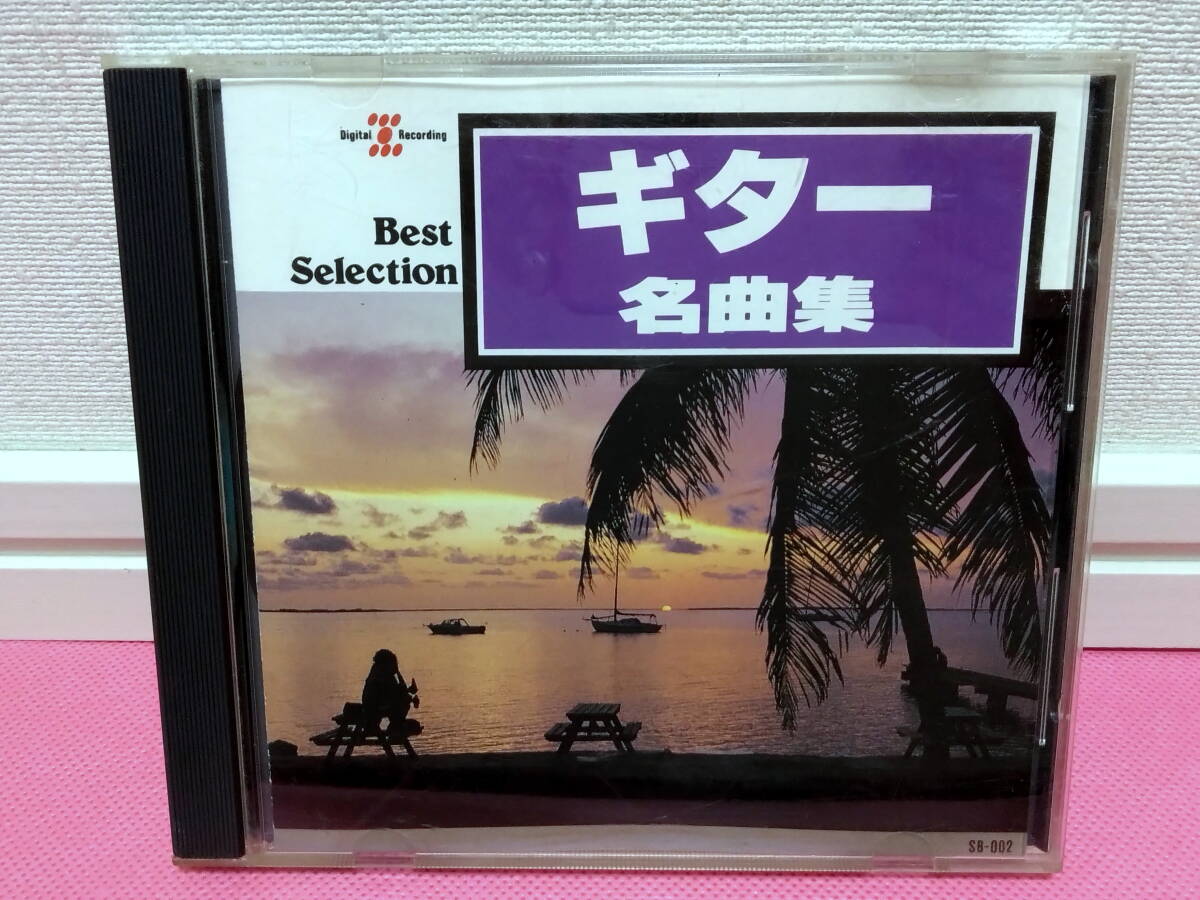 Digital Recording
Best
Selection
ギター
名曲集
SB-002